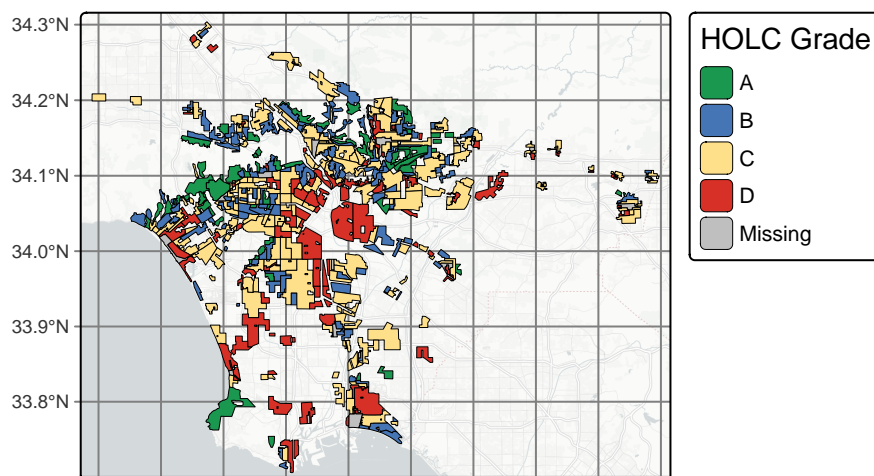 34.3°N
34.2°N
34.1°N
34.0°N
33.9°N
33.8°N
HOLC Grade
A
B
C
D
Missing